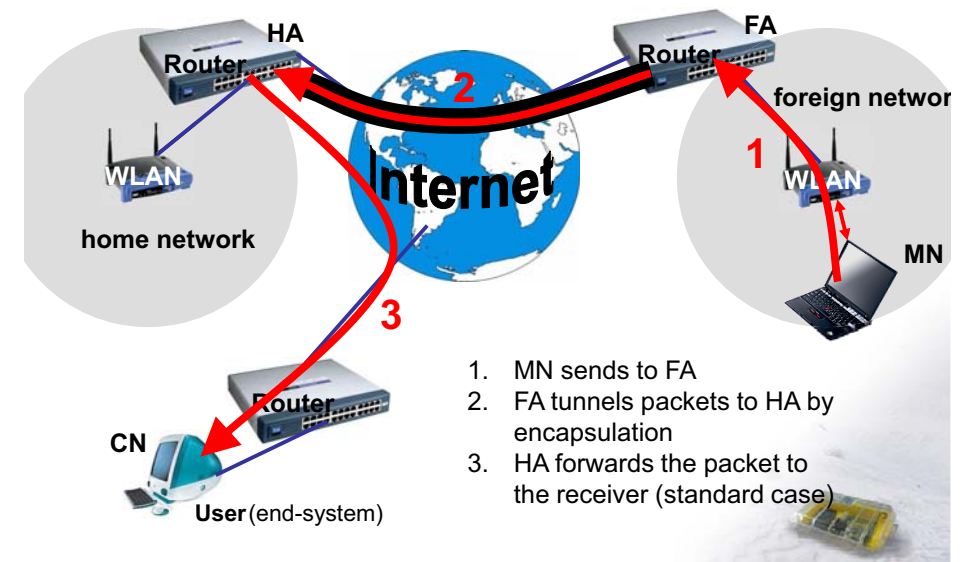 HA
FA
Router
Router
2
foreign networ
1
WLAN
WLAN
Internet
home network
MN
3
1. MN sends to FA
2. FA tunnels packets to HA by
encapsulation
3. HA forwards the packet to
the receiver (standard case)
Router
CN
User (end-system)